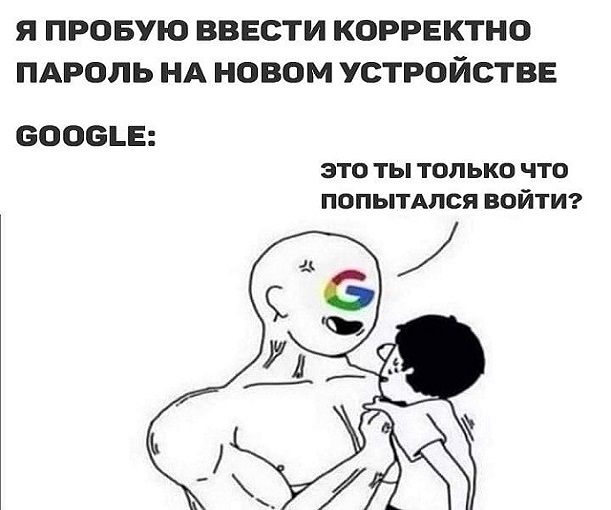 Я ПРОБУЮ ВВЕСТИ КОРРЕКТНО
ПАРОЛЬ НА НОВОМ УСТРОЙСТВЕ
GOOGLE:
ЭТО ТЫ ТОЛЬКО ЧТО
ПОПЫТАЛСЯ ВОЙТИ?
G